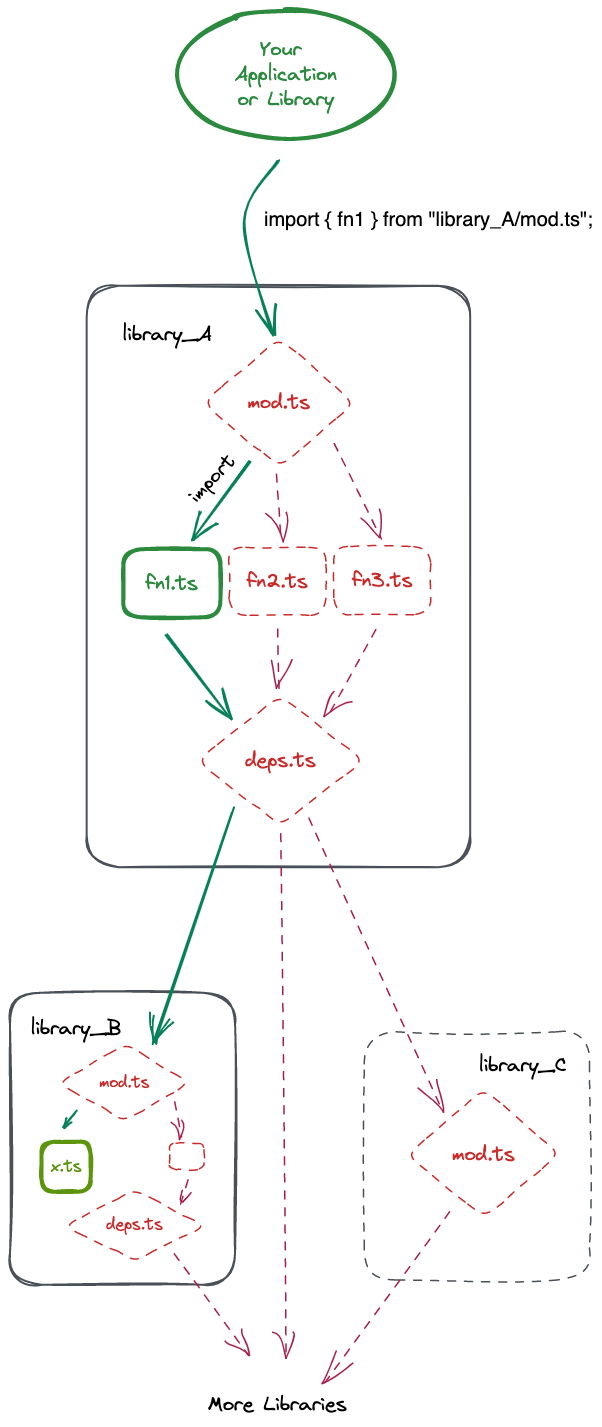 Your
Application
or Library
import { fn1 } from "library_A/mod.ts";
library_A
mod.ts
import
fn1.ts
fn2.ts
fn3.ts
deps.ts
library_B
mod.ts
x.ts
deps.ts
library_C
mod.ts
More Libraries